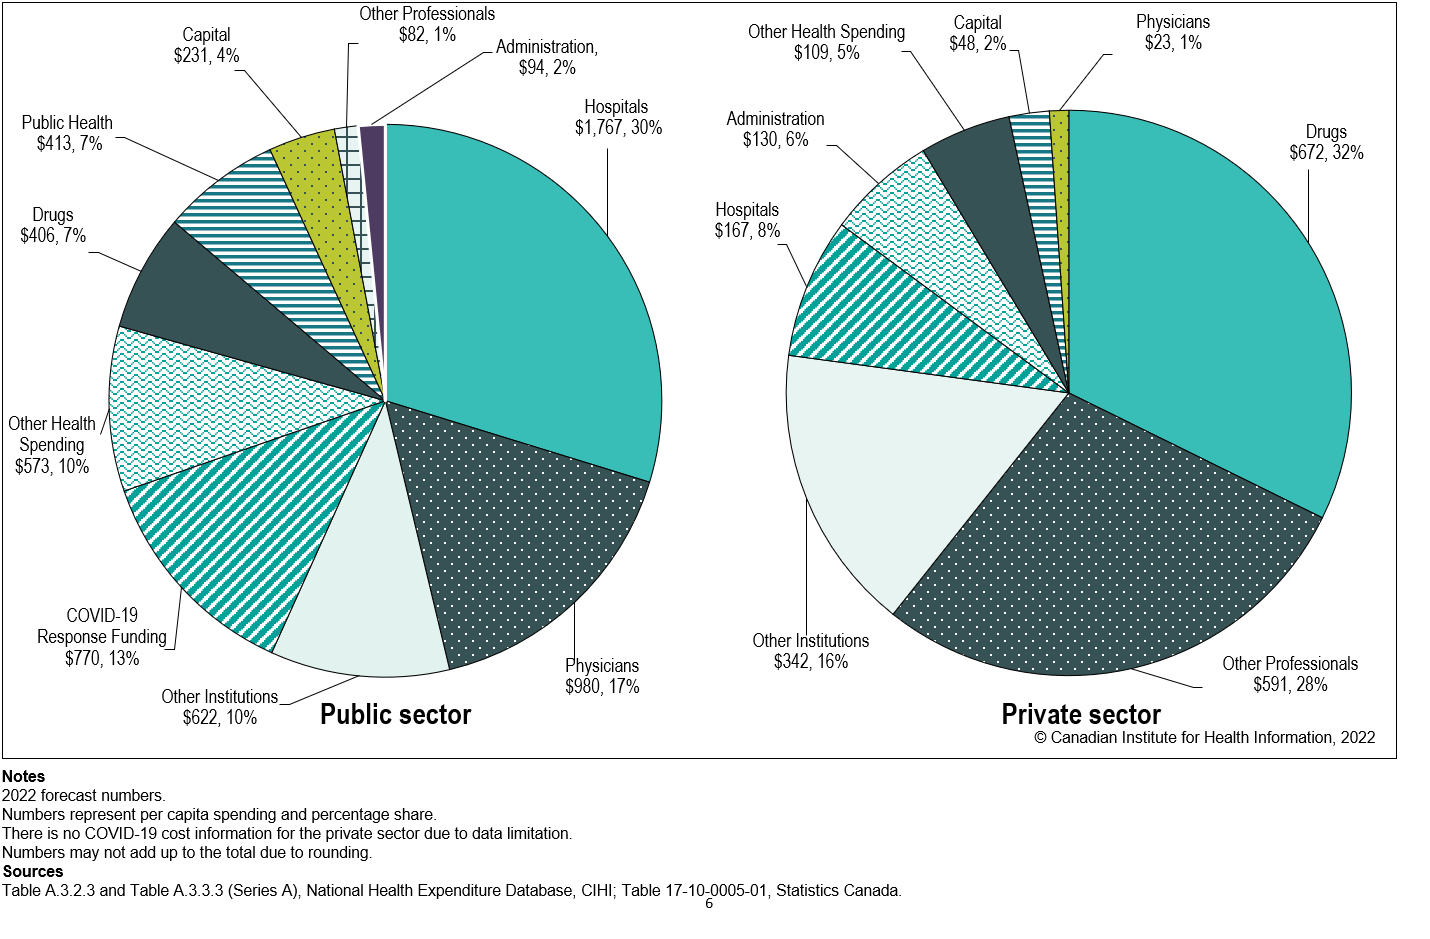 Other Professionals
$82, 1%
Capital
$231, 4%
Administration,
$94, 2%
Hospitals
$1,767, 30%
Public Health
$413, 7%
Drugs
$406, 7%
Other Health
Spending
$573, 10%
COVID-19
Response Funding
$770, 13%
Other Institutions
$622, 10%
Physicians
$980, 17%
Public sector
Other Health Spending
$109, 5%
Capital
$48, 2%
Physicians
$23, 1%
Administration
$130, 6%
Drugs
$672, 32%
Hospitals
$167, 8%
Other Institutions
$342, 16%
Other Professionals
$591, 28%
Private sector
© Canadian Institute for Health Information, 2022
Notes
2022 forecast numbers.
Numbers represent per capita spending and percentage share.
There is no COVID-19 cost information for the private sector due to data limitation.
Numbers may not add up to the total due to rounding.
Sources
Table A.3.2.3 and Table A.3.3.3 (Series A), National Health Expenditure Database, CIHI; Table 17-10-0005-01, Statistics Canada.
6